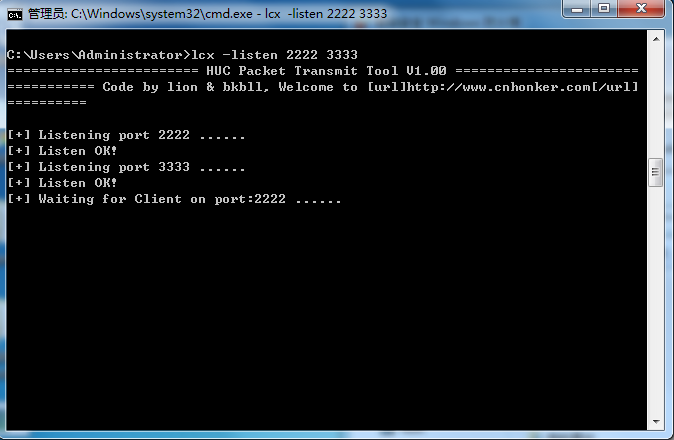 管理员: C:\Windows\system32\cmd.exe - lcx -listen 2222 3333
C:\Users\Administrator>lcx -listen 2222 3333
======================== HUC Packet Transmit Tool V1.00 =======================
=========== Code by lion & bkbll, Welcome to [url]http://www.cnhonker.com[/url]
==========
[+] Listening port 2222 ......
[+] Listen OK!
[+] Listening port 3333 ......
[+] Listen OK!
[+] Waiting for Client on port:2222 ......